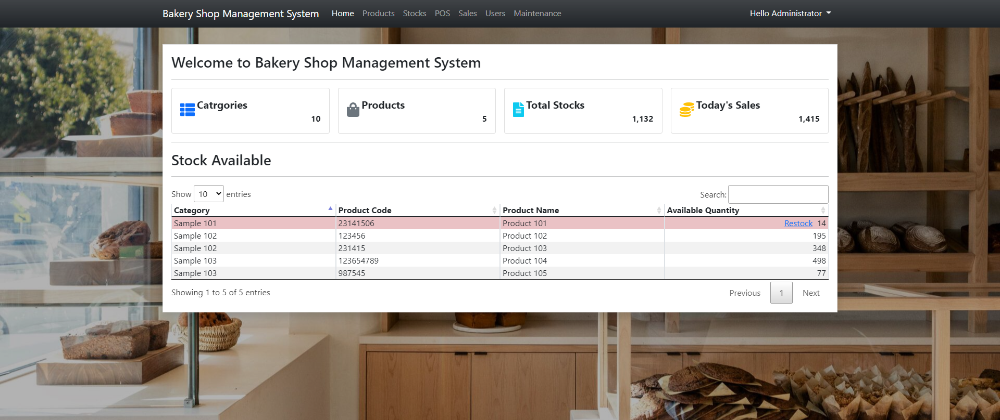 Bakery Shop Management System Home Products Stocks POS Sales Users Maintenance Hello Administrator
Welcome to Bakery Shop Management System
Catrgories
10
Products
5
Total Stocks
1,132
Today's Sales
1,415
Stock Available
Show 10 entries Search:
Category Product Code Product Name Available Quantity
Sample 101 23141506 Product 101 Restock 14
Sample 102 123456 Product 102 195
Sample 102 231415 Product 103 348
Sample 103 123654789 Product 104 498
Sample 103 987545 Product 105 77
Showing 1 to 5 of 5 entries Previous 1 Next